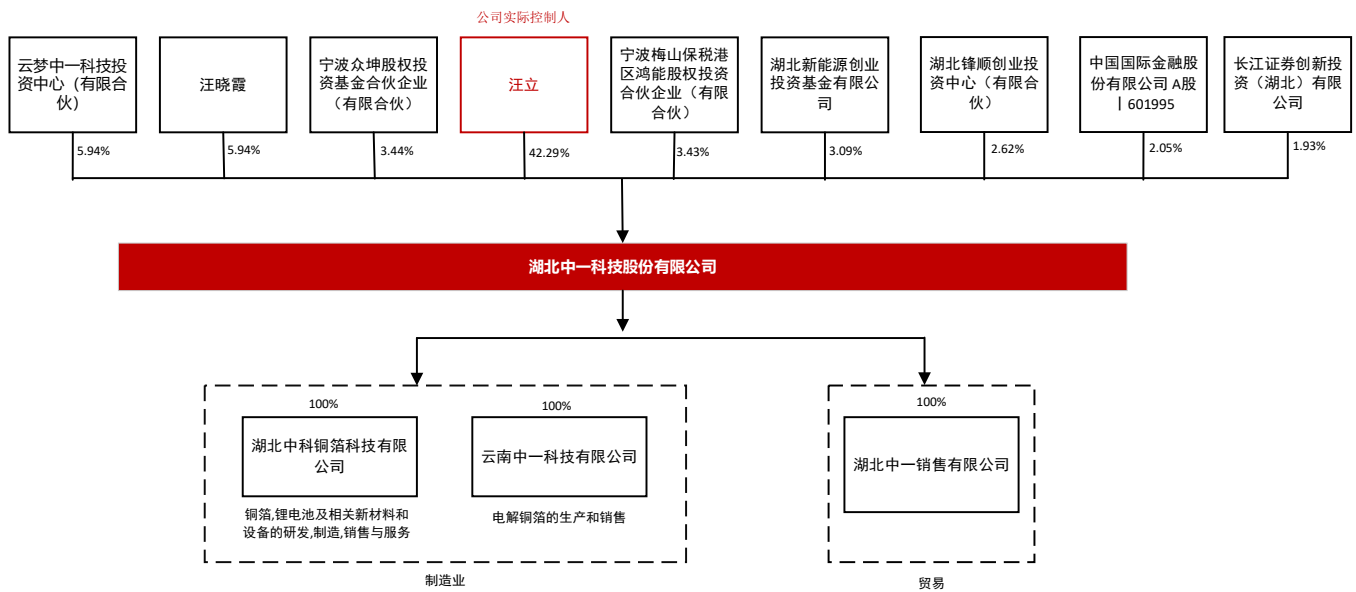 公司实际控制人
云梦中一科技投
资中心（有限合
伙）
汪晓霞
宁波众坤股权投
资基金合伙企业
（有限合伙）
汪立
宁波梅山保税港
区鸿能股权投资
合伙企业（有限
合伙）
湖北新能源创业
投资基金有限公
司
湖北锋顺创业投
资中心（有限合
伙）
中国国际金融股
份有限公司 A股
丨601995
长江证券创新投
资（湖北）有限
公司
5.94%
5.94%
3.44%
42.29%
3.43%
3.09%
2.62%
2.05%
1.93%
湖北中一科技股份有限公司
100%
湖北中科铜箔科技有限
公司
铜箔,锂电池及相关新材料和
设备的研发,制造,销售与服务
100%
云南中一科技有限公司
电解铜箔的生产和销售
制造业
100%
湖北中一销售有限公司
贸易